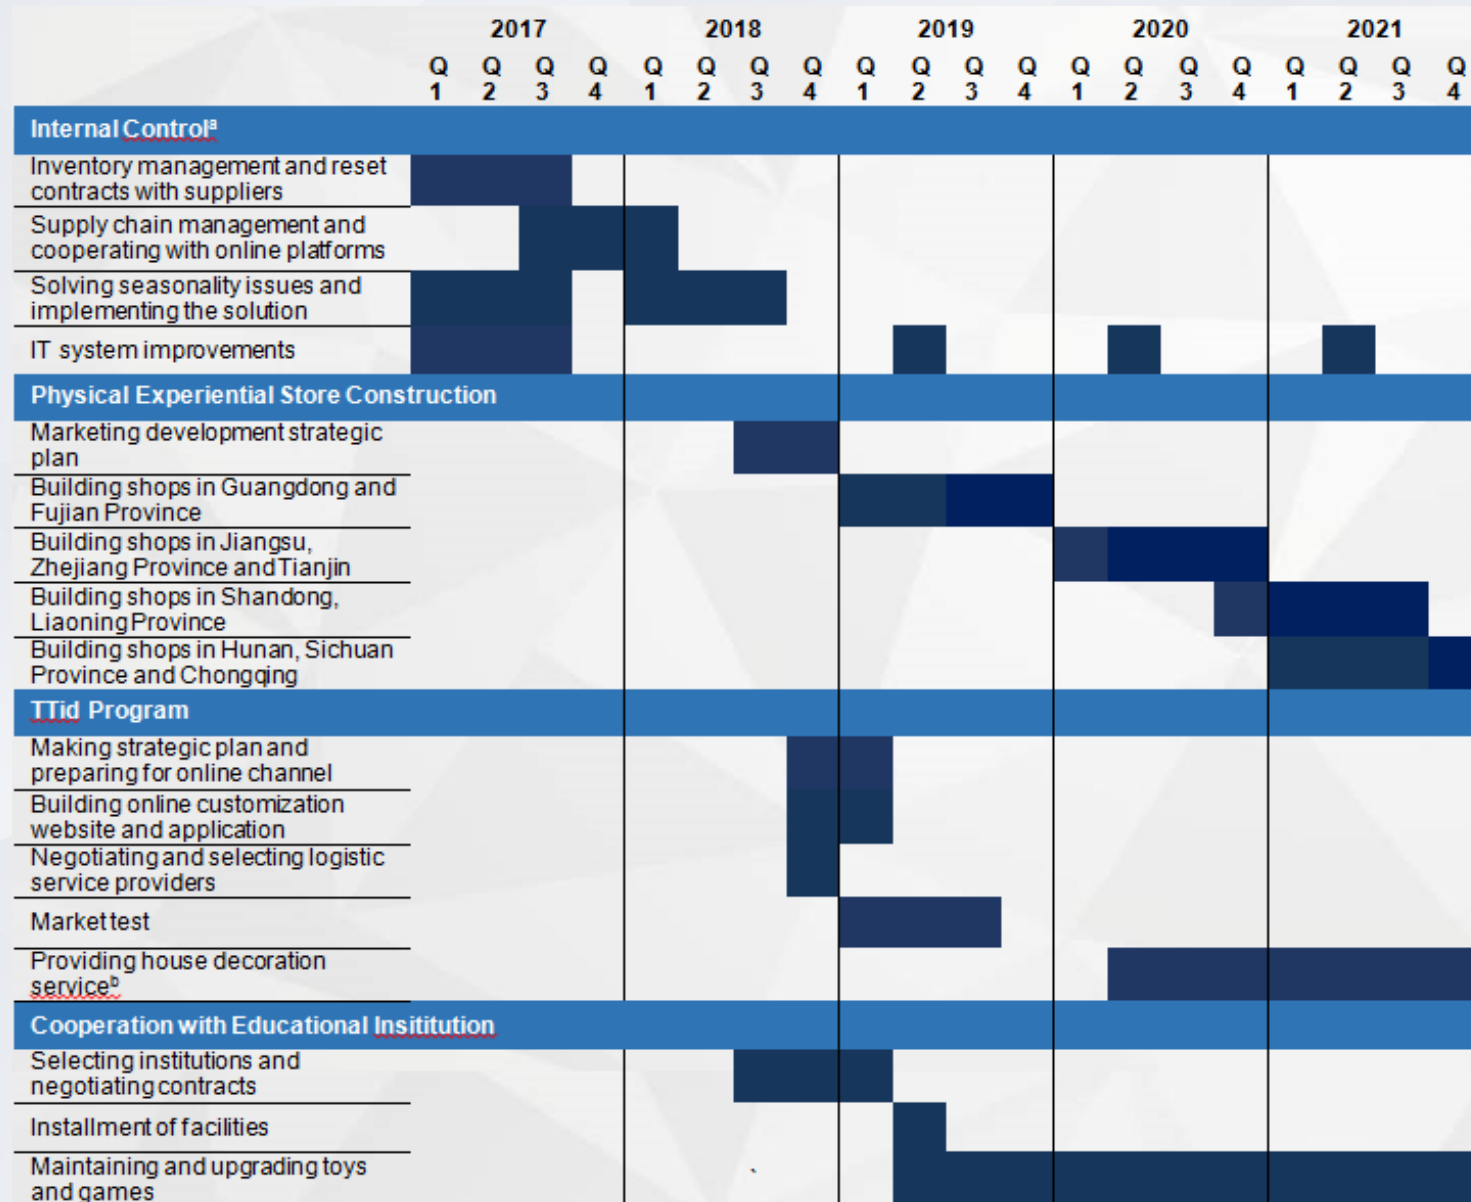 2017 2018 2019 2020 2021
Q Q Q Q Q Q Q Q Q Q Q Q Q Q Q Q Q Q Q Q
1 2 3 4 1 2 3 4 1 2 3 4 1 2 3 4 1 2 3 4
Internal Controlª
Inventory management and reset
contracts with suppliers
Supply chain management and
cooperating with online platforms
Solving seasonality issues and
implementing the solution
IT system improvements
Physical Experiential Store Construction
Marketing development strategic
plan
Building shops in Guangdong and
Fujian Province
Building shops in Jiangsu,
Zhejiang Province and Tianjin
Building shops in Shandong,
Liaoning Province
Building shops in Hunan, Sichuan
Province and Chongqing
TTid Program
Making strategic plan and
preparing for online channel
Building online customization
website and application
Negotiating and selecting logistic
service providers
Market test
Providing house decoration
serviceᵇ
Cooperation with Educational Insititution
Selecting institutions and
negotiating contracts
Installment of facilities
Maintaining and upgrading toys
and games